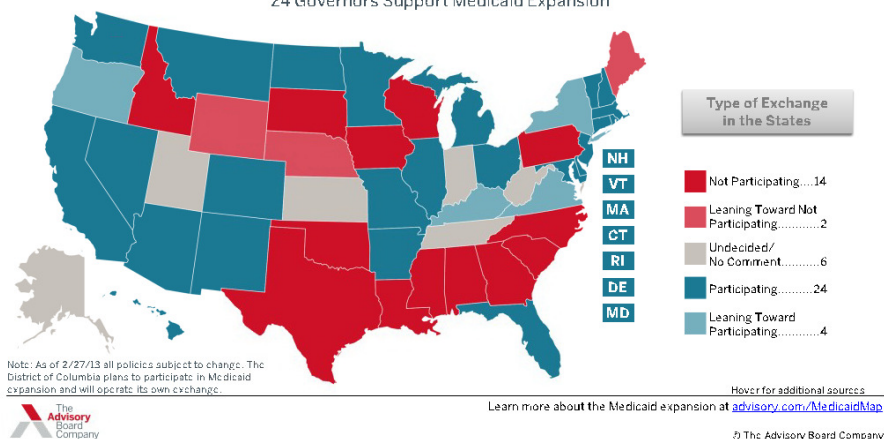 24 Governors Support Medicaid Expansion
Type of Exchange
in the States
NH
VT
MA
CT
RI
DE
MD
Not Participating....14
Leaning Toward Not
Participating...........2
Undecided/
No Comment..........6
Participating..........24
Leaning Toward
Participating............4
Note: As of 2/27/13 all policies subject to change. The
District of Columbia plans to participate in Medicaid
expansion and will operate its own exchange.
Hover for additional sources
Learn more about the Medicaid expansion at advisory.com/MedicaidMap
The
Advisory
Board
Company
© The Advisory Board Company